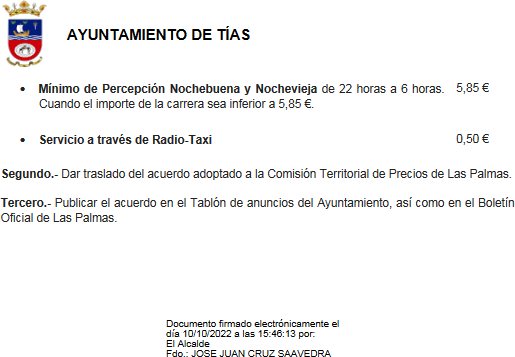 AYUNTAMIENTO DE TÍAS
• Mínimo de Percepción Nochebuena y Nochevieja de 22 horas a 6 horas. 5,85 €
Cuando el importe de la carrera sea inferior a 5,85 €.
• Servicio a través de Radio-Taxi 0,50 €
Segundo.- Dar traslado del acuerdo adoptado a la Comisión Territorial de Precios de Las Palmas.
Tercero.- Publicar el acuerdo en el Tablón de anuncios del Ayuntamiento, así como en el Boletín
Oficial de Las Palmas.
Documento firmado electrónicamente el
día 10/10/2022 a las 15:46:13 por:
El Alcalde
Fdo.: JOSE JUAN CRUZ SAAVEDRA